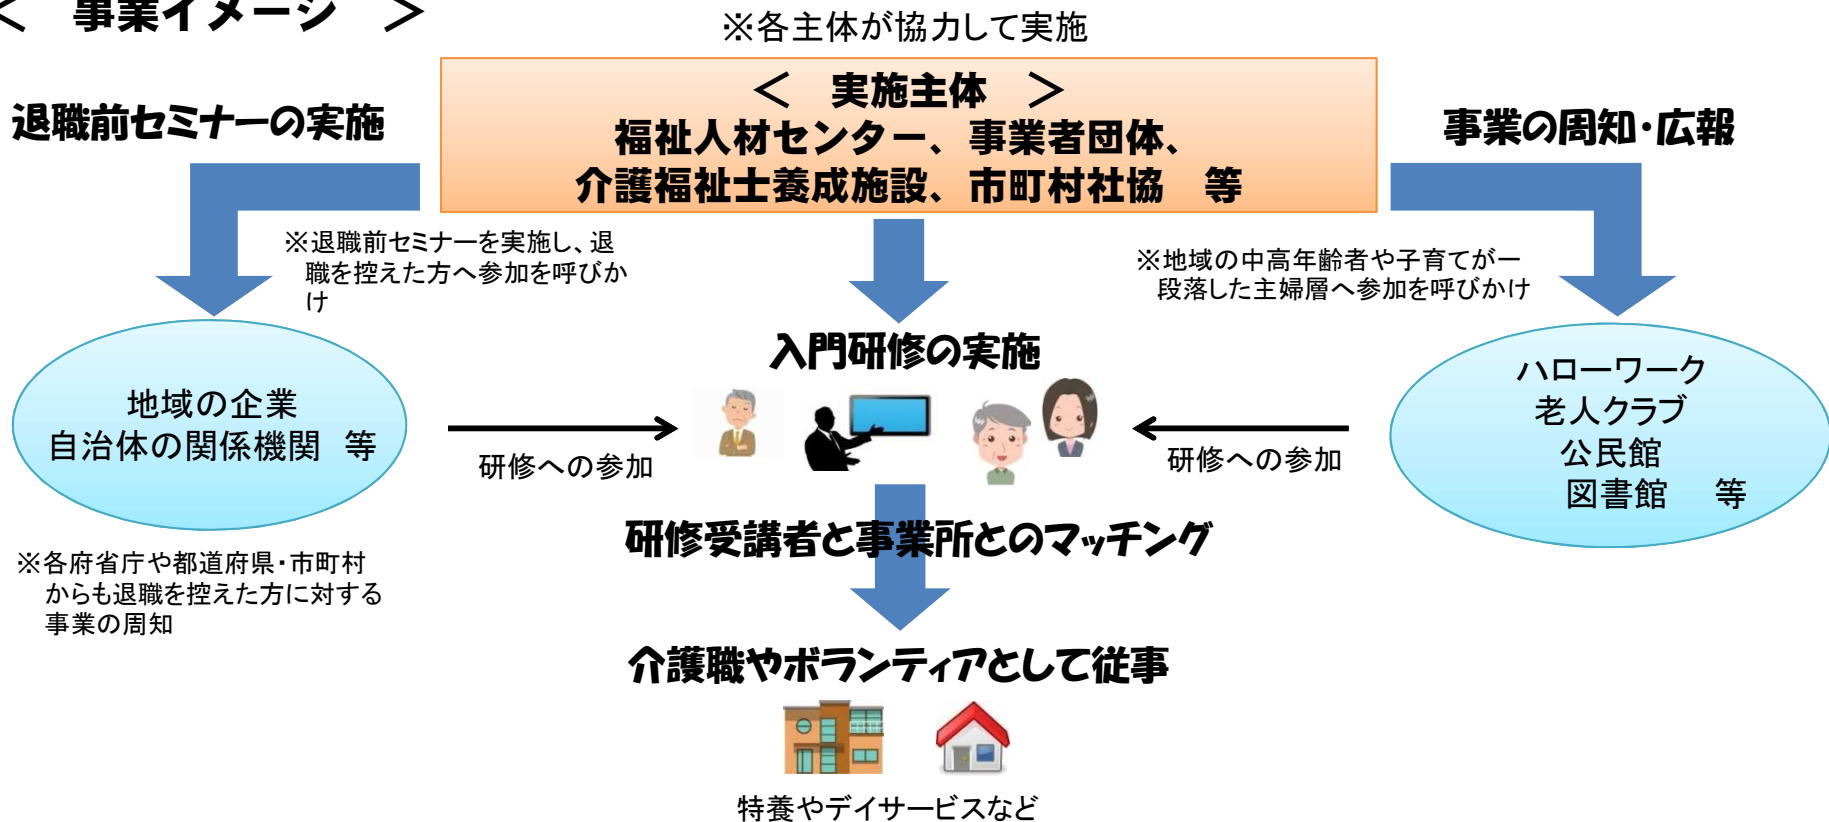 ＜　事業イメージ　＞
※各主体が協力して実施
＜　実施主体　＞
福祉人材センター、事業者団体、
介護福祉士養成施設、市町村社協　等
退職前セミナーの実施
事業の周知・広報
※退職前セミナーを実施し、退
職を控えた方へ参加を呼びか
け
※地域の中高年齢者や子育てが一
段落した主婦層へ参加を呼びかけ
入門研修の実施
地域の企業
自治体の関係機関　等
研修への参加
研修への参加
ハローワーク
老人クラブ
公民館
図書館　等
※各府省庁や都道府県・市町村
からも退職を控えた方に対する
事業の周知
研修受講者と事業所とのマッチング
介護職やボランティアとして従事
特養やデイサービスなど